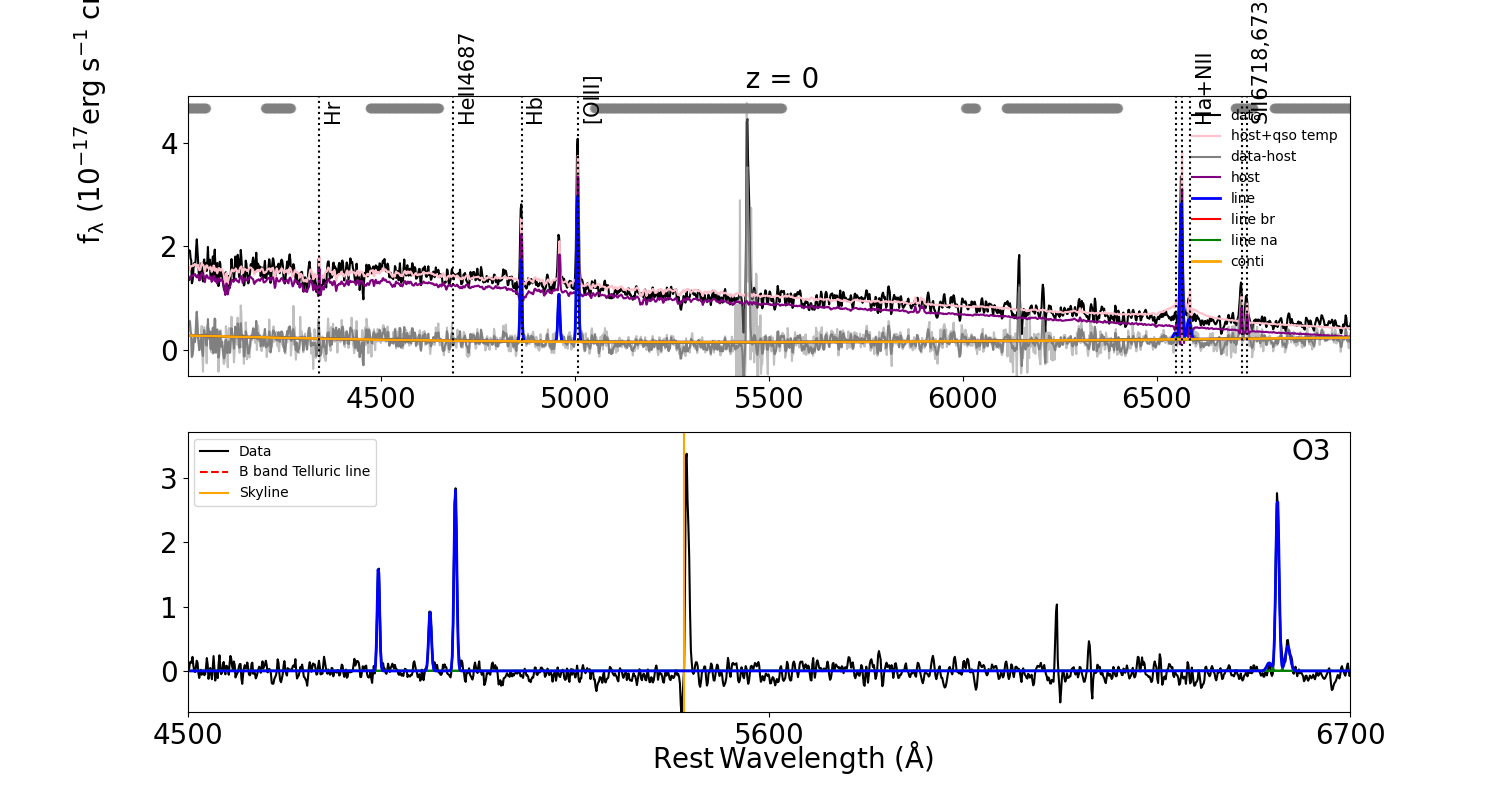 z = 0
f_λ (10^−17 erg s^−1
Hr
HeII4687
Hb
[OIII]
Ha+NII
SII6718,673
data
host+qso temp
data-host
host
line
line br
line na
conti
4
2
0
4500
5000
5500
6000
6500
O3
Data
B band Telluric line
Skyline
3
2
1
0
4500
5600
6700
Rest Wavelength (Å)